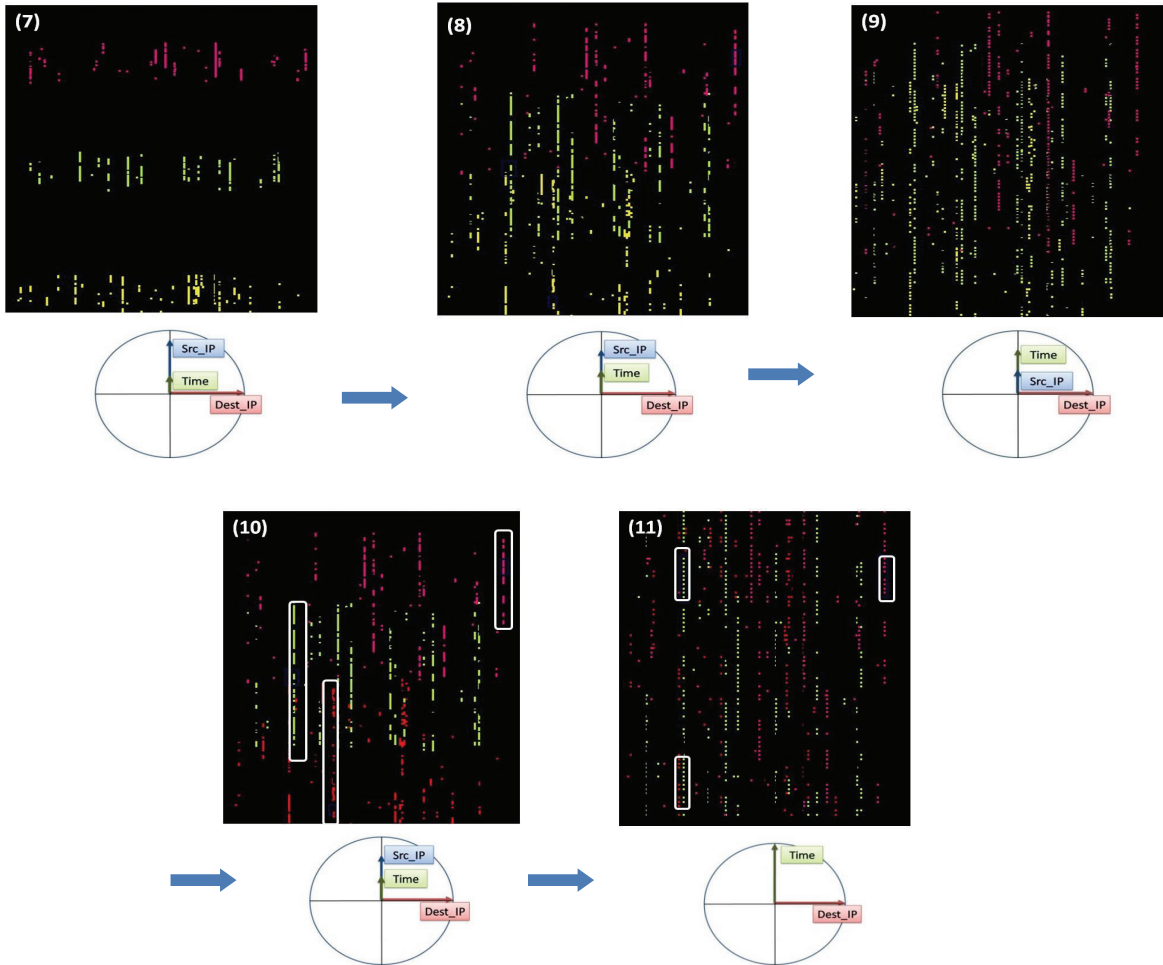 (7)
(8)
(9)
Src_IP
Time
Dest_IP
Src_IP
Time
Dest_IP
Time
Src_IP
Dest_IP
(10)
(11)
Src_IP
Time
Dest_IP
Time
Dest_IP